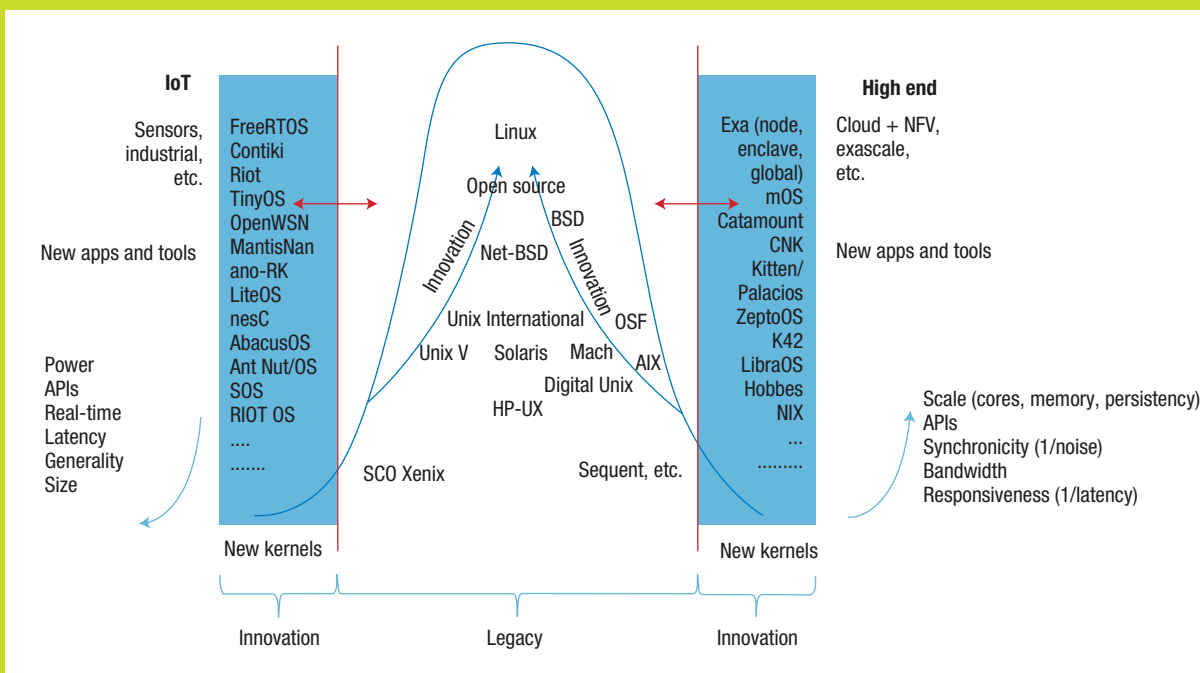 IoT
Sensors,
industrial,
etc.
New apps and tools
Power
APIs
Real-time
Latency
Generality
Size
FreeRTOS
Contiki
Riot
TinyOS
OpenWSN
MantisNan
ano-RK
LiteOS
nesC
AbacusOS
Ant Nut/OS
SOS
RIOT OS
....
.......
New kernels
Innovation
Linux
Open source
Innovation
Innovation
BSD
Net-BSD
Unix International
OSF
Unix V
Solaris
Mach
AIX
Digital Unix
HP-UX
SCO Xenix
Sequent, etc.
Legacy
Exa (node,
enclave,
global)
mOS
Catamount
CNK
Kitten/
Palacios
ZeptoOS
K42
LibraOS
Hobbes
NIX
...
.........
New kernels
Innovation
High end
Cloud + NFV,
exascale,
etc.
New apps and tools
Scale (cores, memory, persistency)
APIs
Synchronicity (1/noise)
Bandwidth
Responsiveness (1/latency)